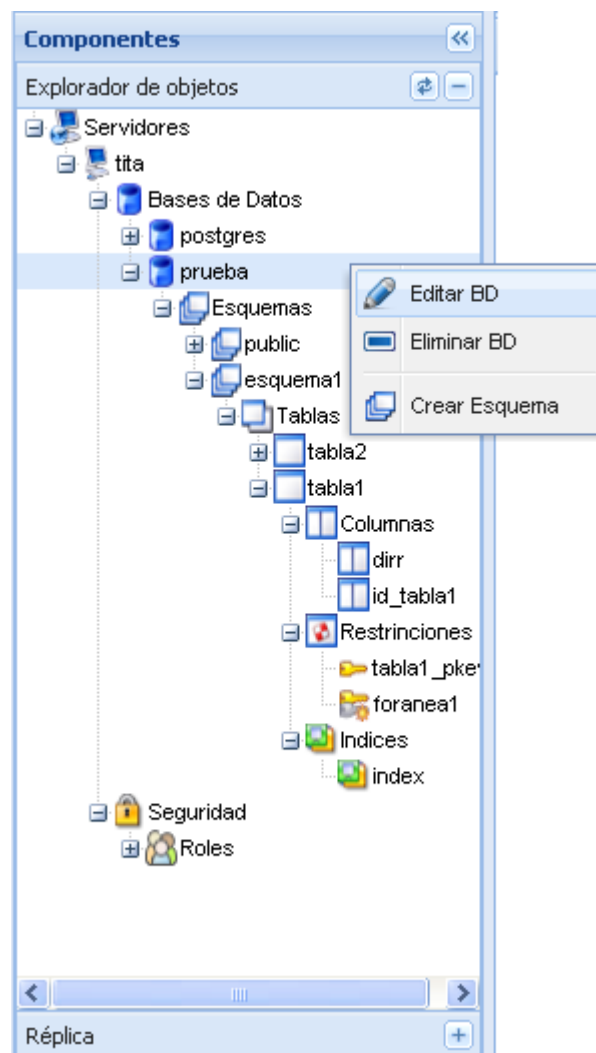 Componentes
Explorador de objetos
Servidores
tita
Bases de Datos
postgres
prueba
Editar BD
Esquemas
Eliminar BD
public
esquema1
Crear Esquema
Tablas
tabla2
tabla1
Columnas
dirr
id_tabla1
Restrinciones
tabla1_pke
foranea1
Indices
index
Seguridad
Roles
Réplica